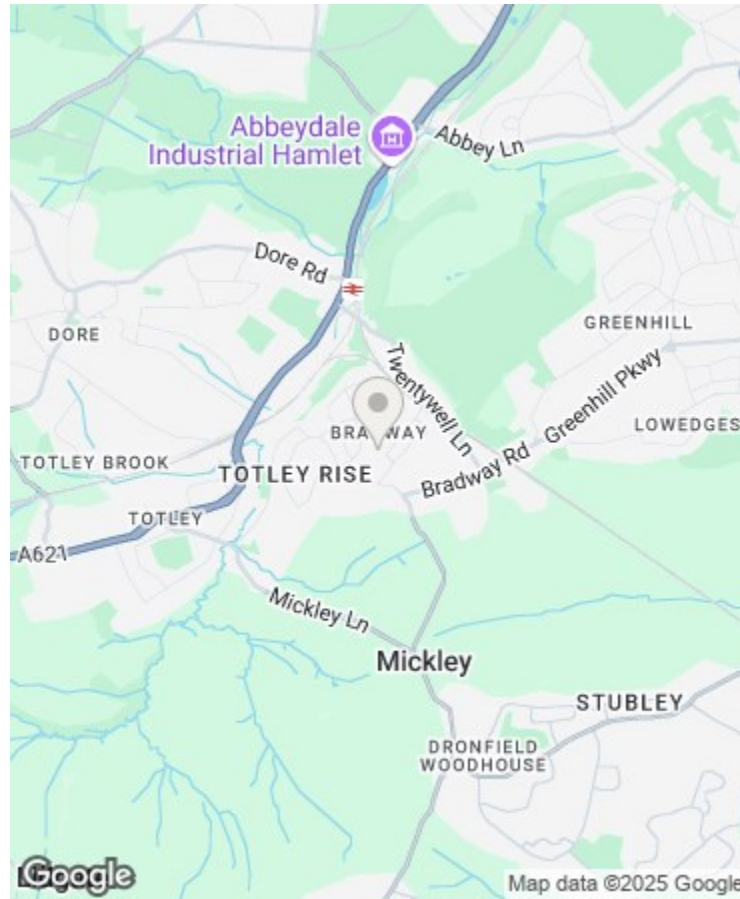 Abbeydale
Industrial Hamlet
Abbey Ln
Dore Rd
GREENHILL
DORE
Twentywell Ln
Greenhill Pkwy
LOWEDGES
TOTLEY BROOK
TOTLEY RISE
Bradway Rd
TOTLEY
A621
Mickley Ln
Mickley
STUBLEY
DRONFIELD
WOODHOUSE
Google
Map data ©2025 Google